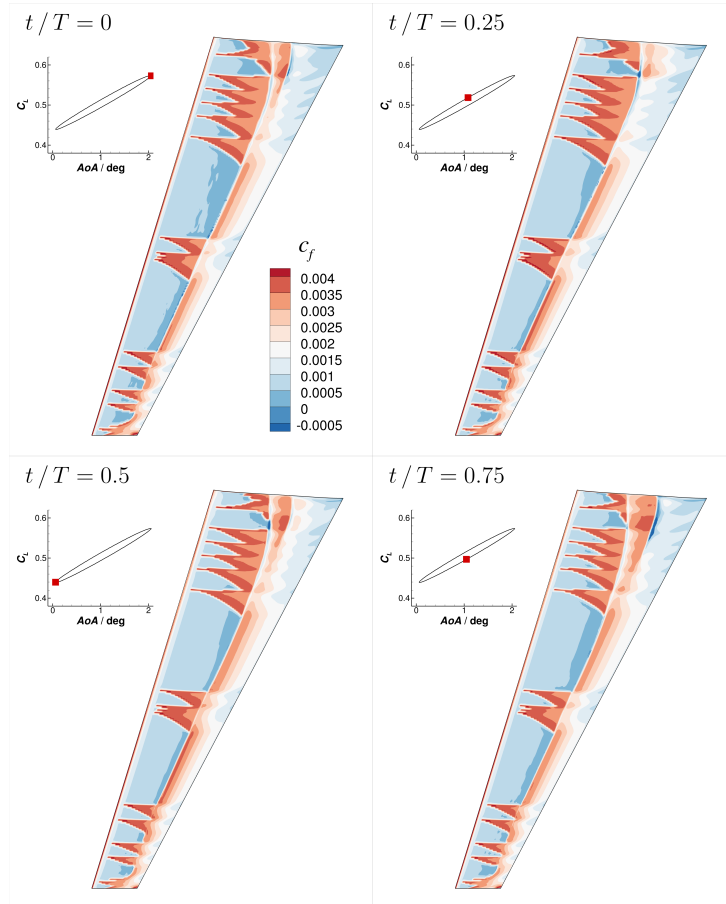 t / T = 0
0.6
0.5
0.4
C_L
0 1 2
AoA / deg
c_f
0.004
0.0035
0.003
0.0025
0.002
0.0015
0.001
0.0005
0
-0.0005
t / T = 0.25
0.6
0.5
0.4
C_L
0 1 2
AoA / deg
t / T = 0.5
0.6
0.5
0.4
C_L
0 1 2
AoA / deg
t / T = 0.75
0.6
0.5
0.4
C_L
0 1 2
AoA / deg